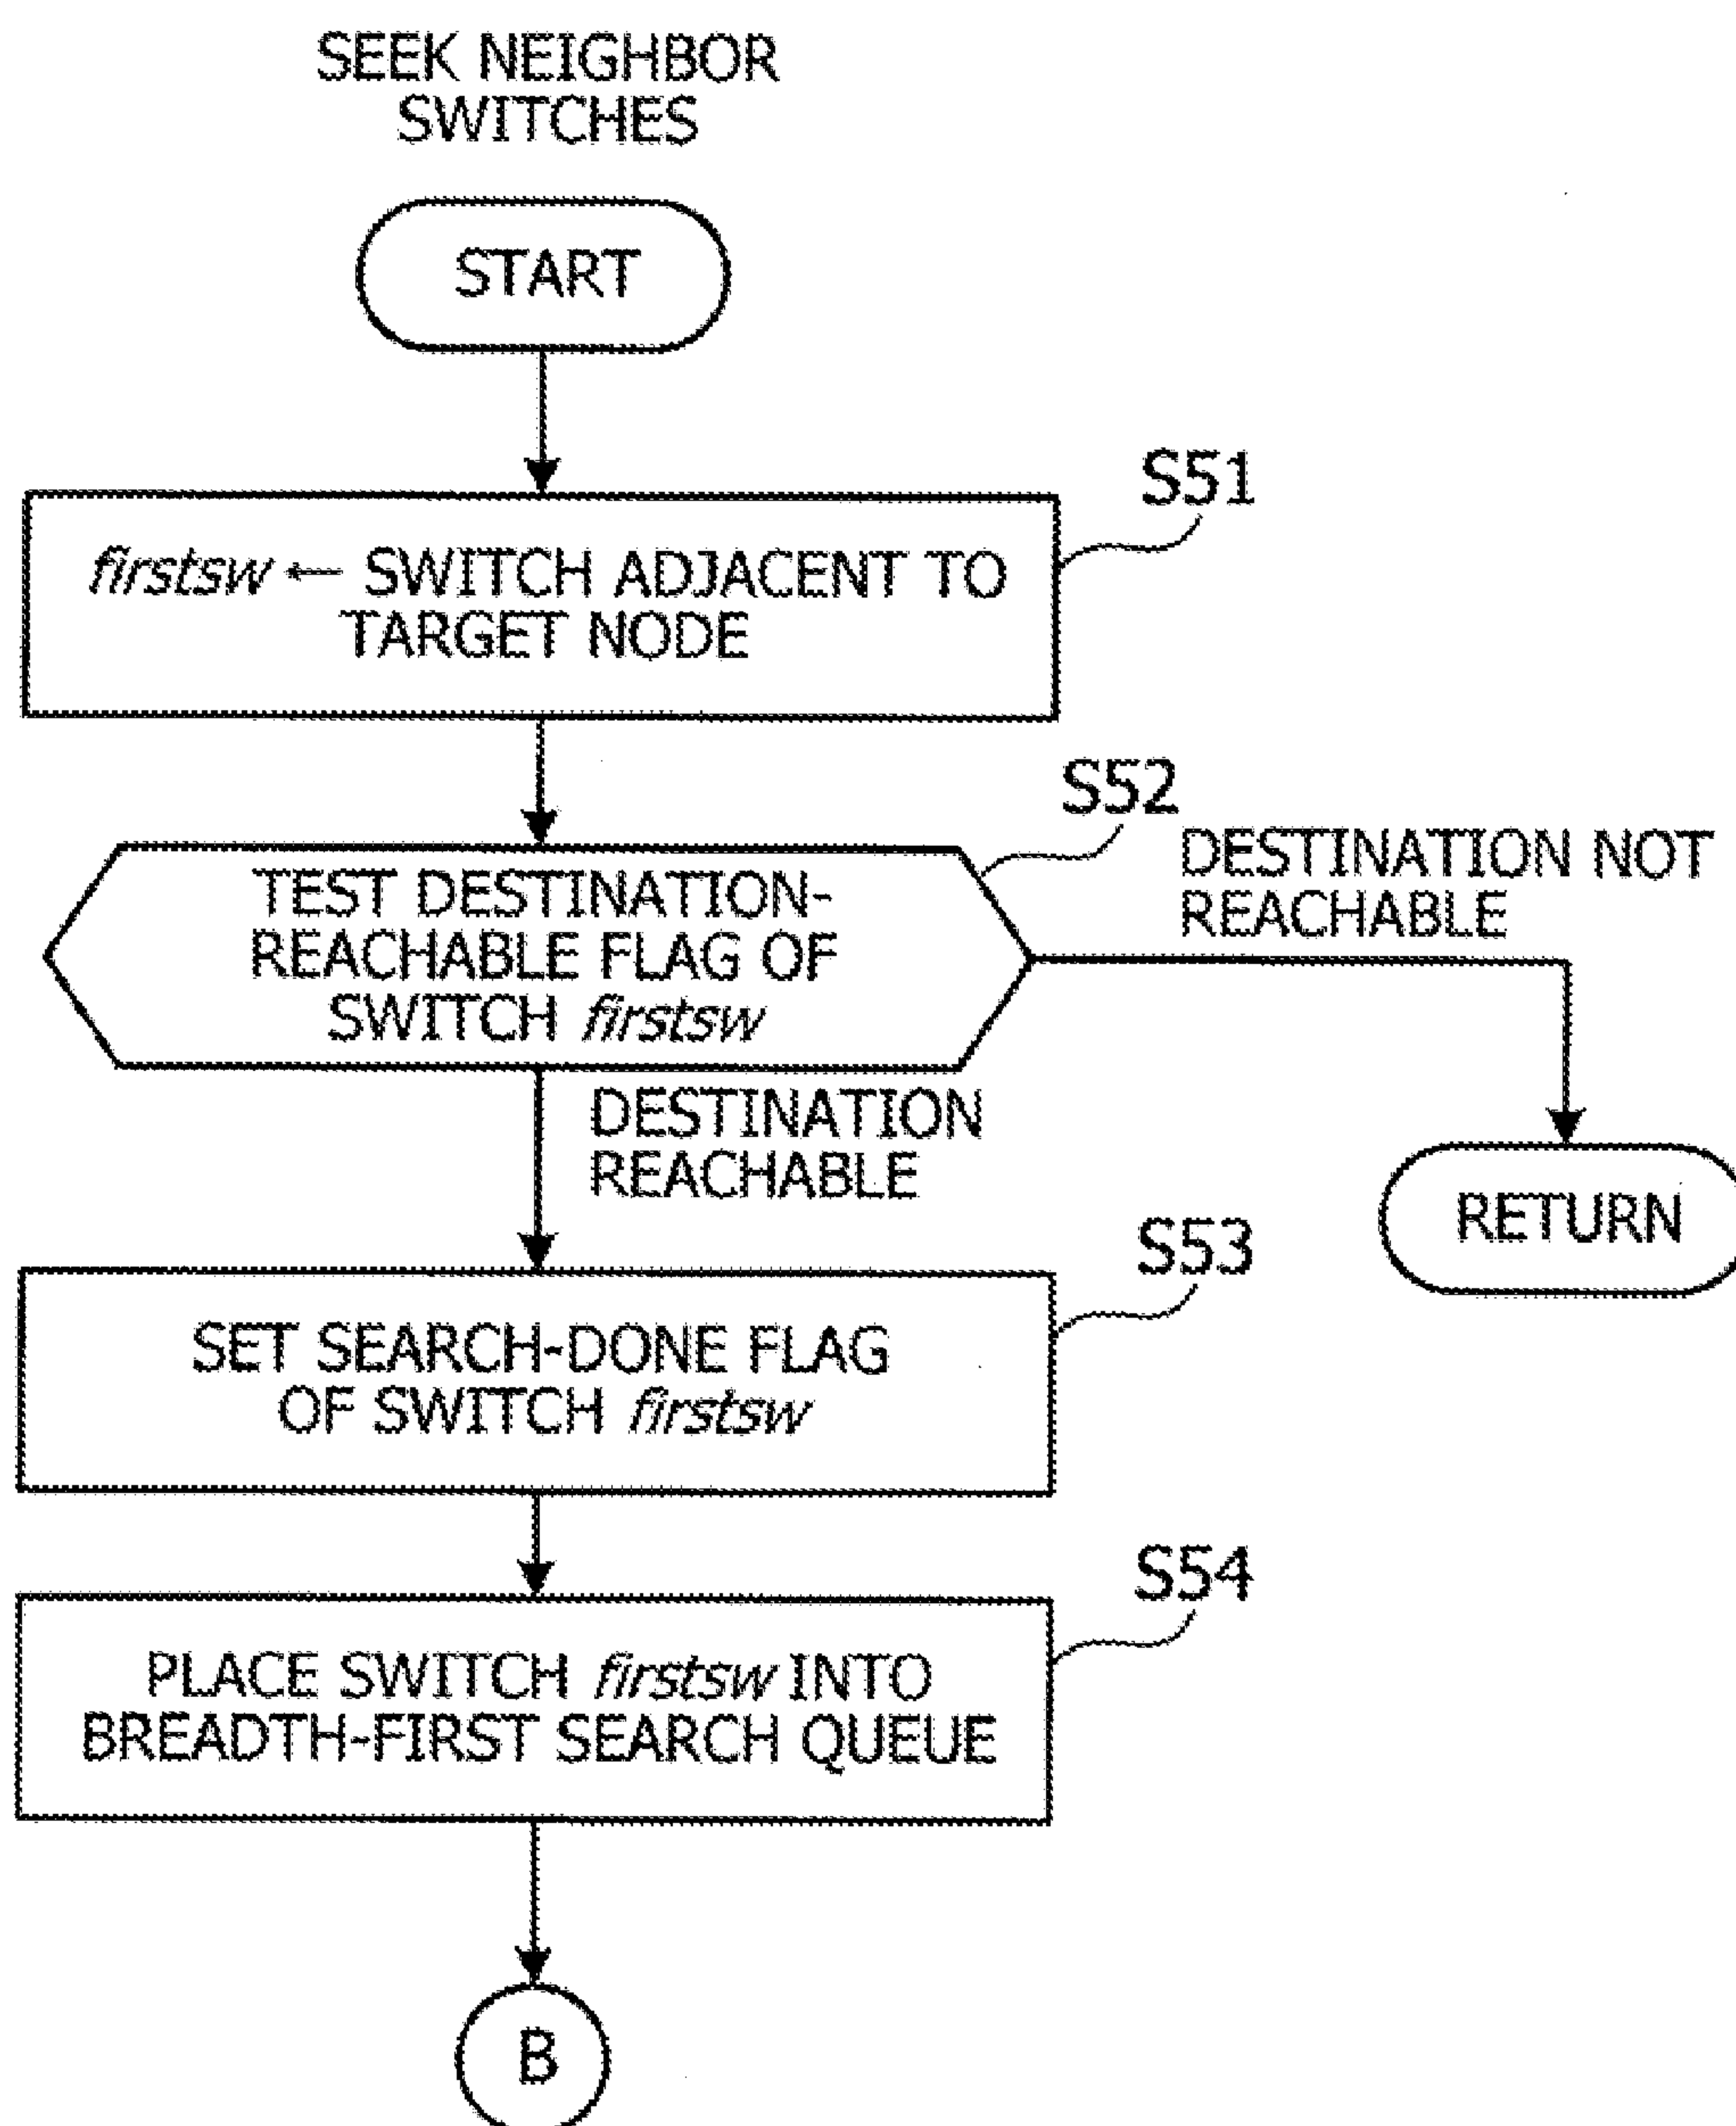 SEEK NEIGHBOR
SWITCHES
START
S51
firstsw ← SWITCH ADJACENT TO
TARGET NODE
S52
TEST DESTINATION-
REACHABLE FLAG OF
SWITCH firstsw
DESTINATION NOT
REACHABLE
DESTINATION
REACHABLE
RETURN
S53
SET SEARCH-DONE FLAG
OF SWITCH firstsw
S54
PLACE SWITCH firstsw INTO
BREADTH-FIRST SEARCH QUEUE
B